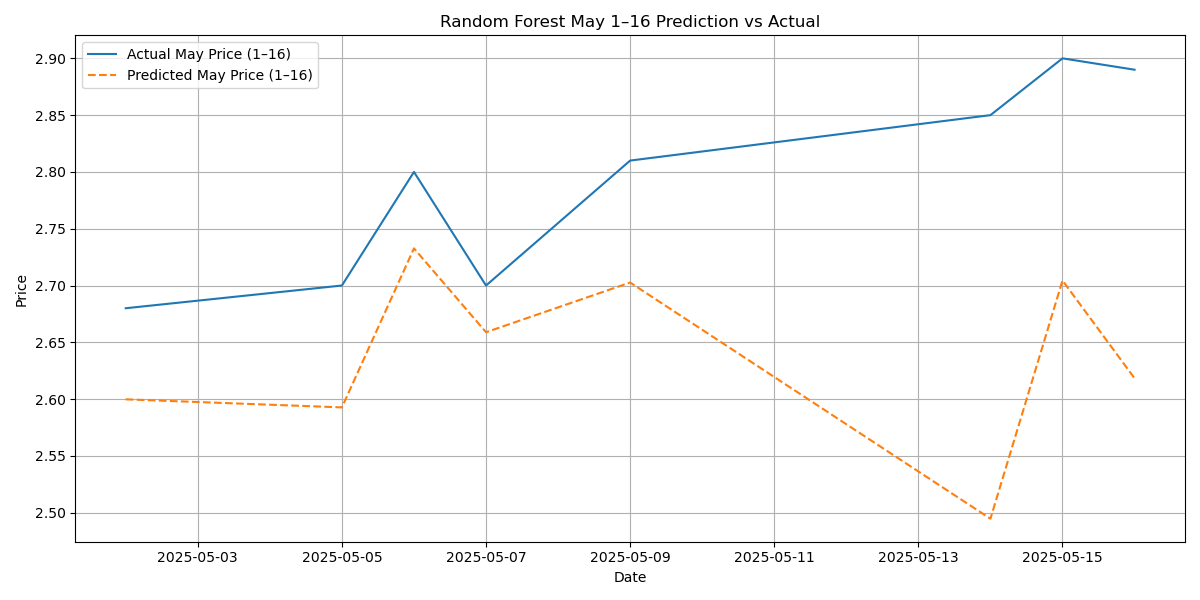 Random Forest May 1–16 Prediction vs Actual
Actual May Price (1–16)
Predicted May Price (1–16)
Price
2.90
2.85
2.80
2.75
2.70
2.65
2.60
2.55
2.50
2025-05-03 2025-05-05 2025-05-07 2025-05-09 2025-05-11 2025-05-13 2025-05-15
Date